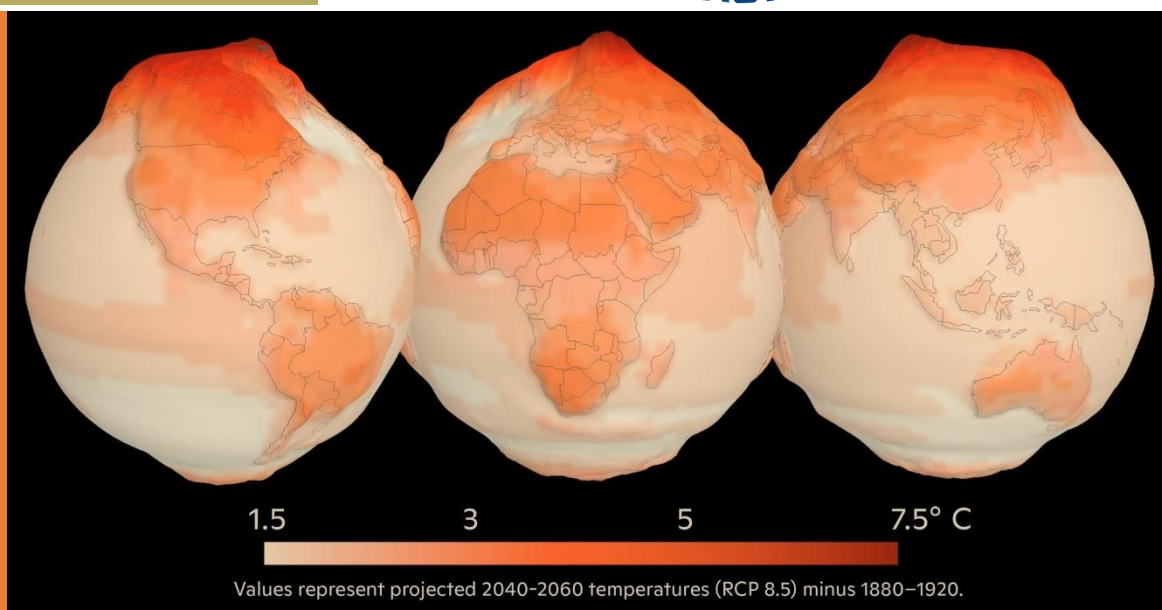 1.5 3 5 7.5° C
Values represent projected 2040-2060 temperatures (RCP 8.5) minus 1880–1920.